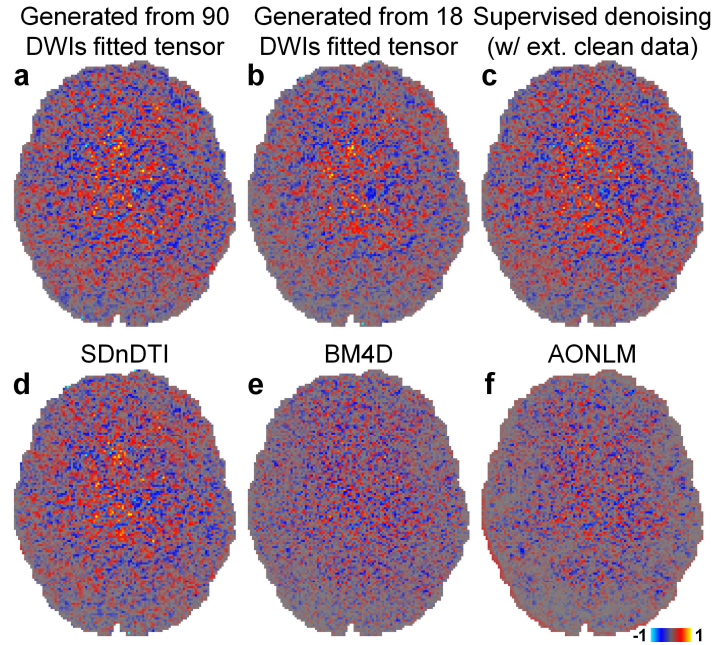 Generated from 90 DWIs fitted tensor
Generated from 18 DWIs fitted tensor
Supervised denoising (w/ ext. clean data)
a
b
c
SDnDTI
BM4D
AONLM
d
e
f
-1 1